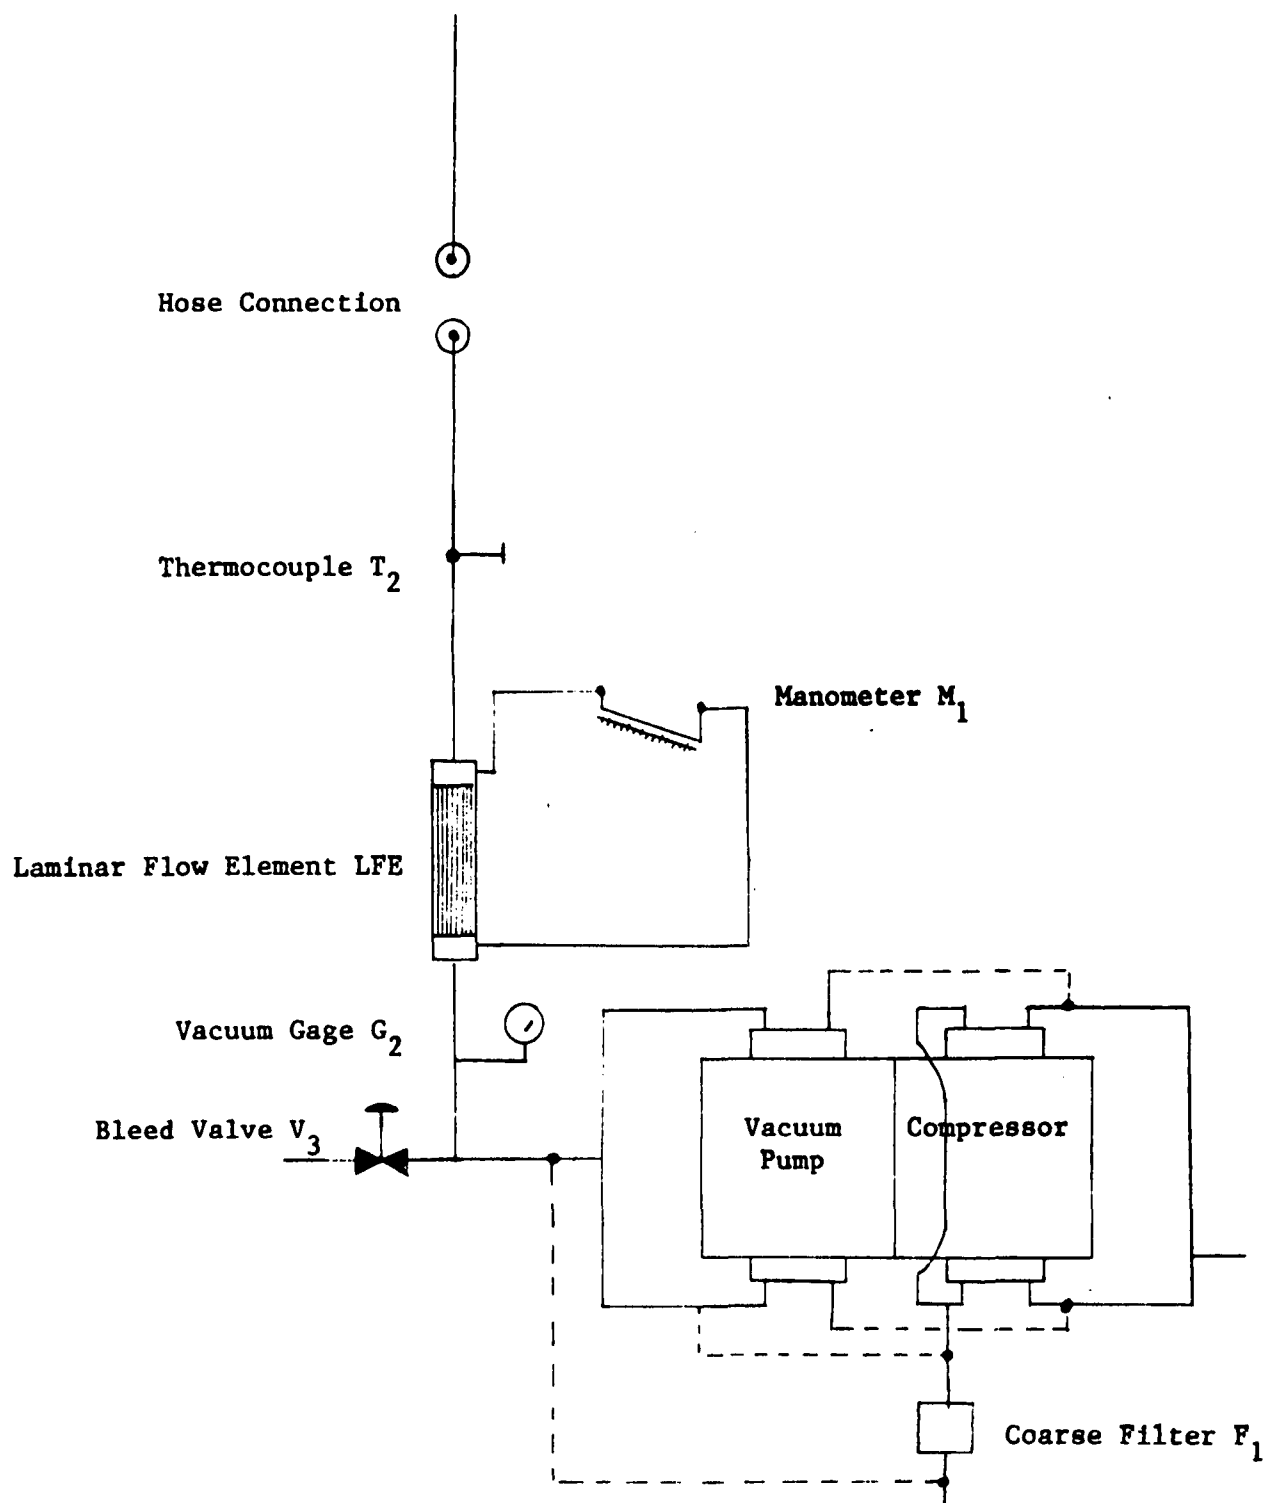 Hose Connection
Thermocouple T2
Manometer M1
Laminar Flow Element LFE
Vacuum Gage G2
Bleed Valve V3
Vacuum
Pump
Compressor
Coarse Filter F1